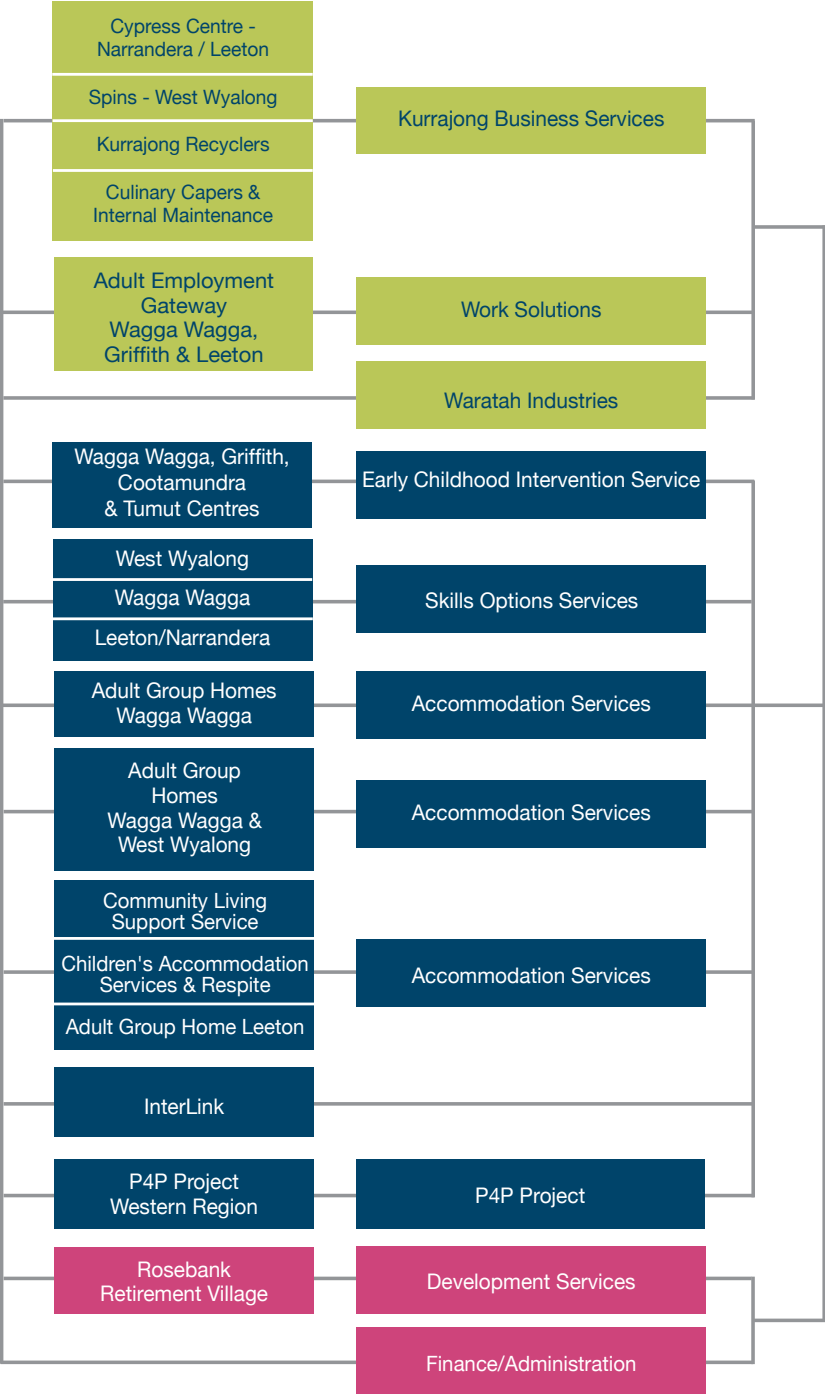 Cypress Centre -
Narrandera / Leeton
Spins - West Wyalong
Kurrajong Recyclers
Culinary Capers &
Internal Maintenance
Kurrajong Business Services
Adult Employment
Gateway
Wagga Wagga,
Griffith & Leeton
Work Solutions
Waratah Industries
Wagga Wagga, Griffith,
Cootamundra
& Tumut Centres
Early Childhood Intervention Service
West Wyalong
Wagga Wagga
Leeton/Narrandera
Skills Options Services
Adult Group Homes
Wagga Wagga
Accommodation Services
Adult Group
Homes
Wagga Wagga &
West Wyalong
Accommodation Services
Community Living
Support Service
Children's Accommodation
Services & Respite
Adult Group Home Leeton
Accommodation Services
InterLink
P4P Project
Western Region
P4P Project
Rosebank
Retirement Village
Development Services
Finance/Administration